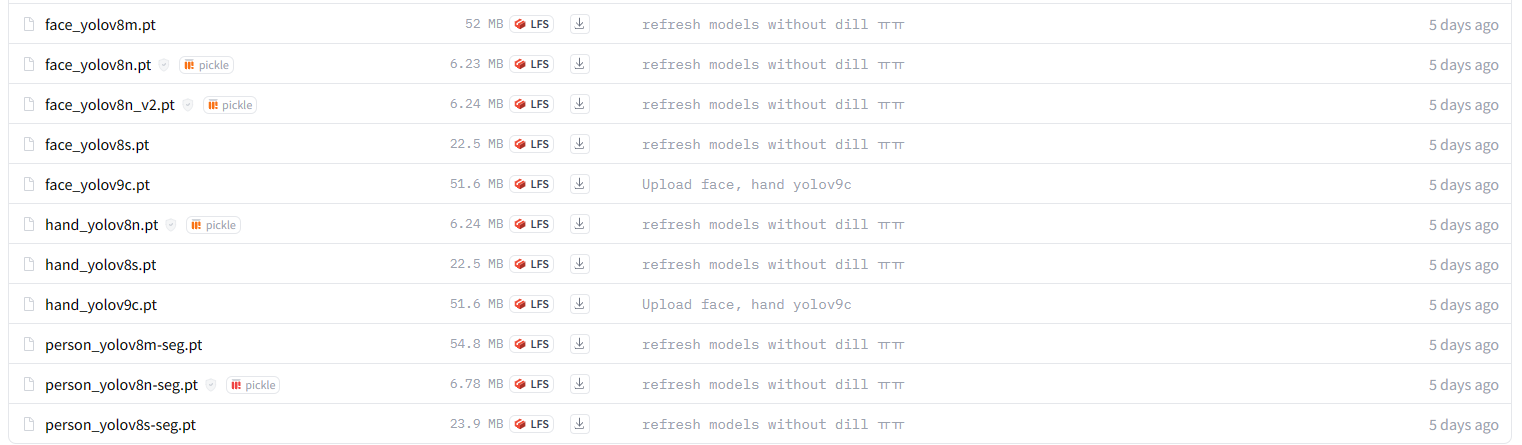 face_yolov8m.pt 52 MB LFS refresh models without dill ㅠㅠ 5 days ago
face_yolov8n.pt pickle 6.23 MB LFS refresh models without dill ㅠㅠ 5 days ago
face_yolov8n_v2.pt pickle 6.24 MB LFS refresh models without dill ㅠㅠ 5 days ago
face_yolov8s.pt 22.5 MB LFS refresh models without dill ㅠㅠ 5 days ago
face_yolov9c.pt 51.6 MB LFS Upload face, hand yolov9c 5 days ago
hand_yolov8n.pt pickle 6.24 MB LFS refresh models without dill ㅠㅠ 5 days ago
hand_yolov8s.pt 22.5 MB LFS refresh models without dill ㅠㅠ 5 days ago
hand_yolov9c.pt 51.6 MB LFS Upload face, hand yolov9c 5 days ago
person_yolov8m-seg.pt 54.8 MB LFS refresh models without dill ㅠㅠ 5 days ago
person_yolov8n-seg.pt pickle 6.78 MB LFS refresh models without dill ㅠㅠ 5 days ago
person_yolov8s-seg.pt 23.9 MB LFS refresh models without dill ㅠㅠ 5 days ago